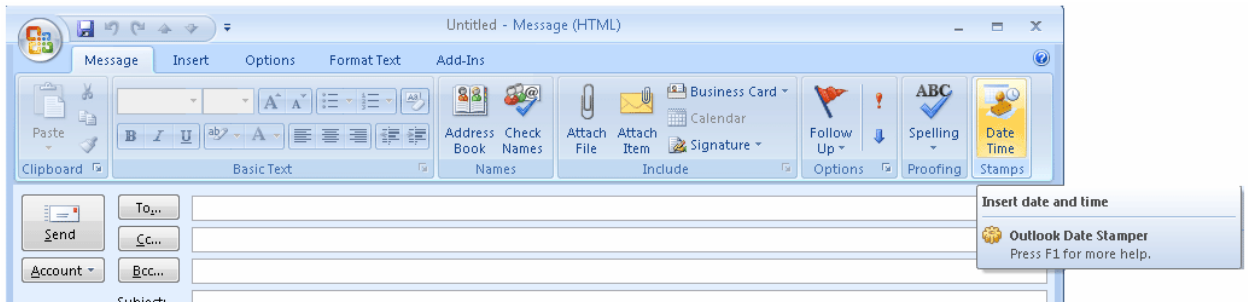 Untitled - Message (HTML)
Message Insert Options Format Text Add-Ins
Paste
Clipboard
A A
B I U ab A
Basic Text
Address Book
Check Names
Names
Attach File
Attach Item
Business Card
Calendar
Signature
Include
Follow Up
Options
ABC
Spelling
Proofing
Date Time
Stamps
Send
Account
To...
Cc...
Bcc...
Subject:
Insert date and time
Outlook Date Stamper
Press F1 for more help.